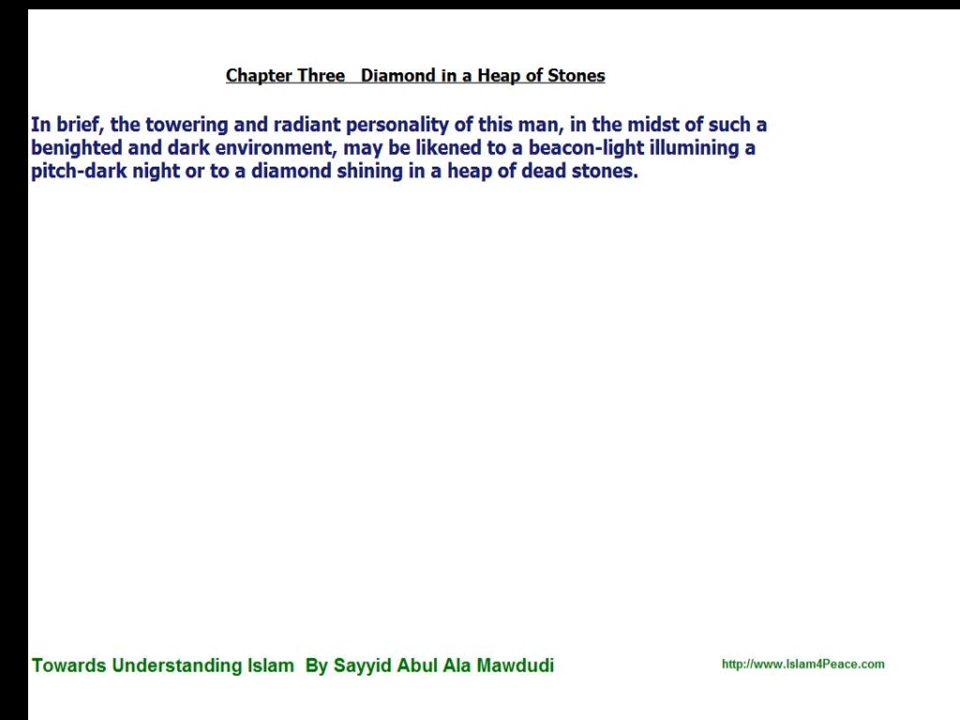 Chapter Three   Diamond in a Heap of Stones
In brief, the towering and radiant personality of this man, in the midst of such a
benighted and dark environment, may be likened to a beacon-light illumining a
pitch-dark night or to a diamond shining in a heap of dead stones.
Towards Understanding Islam  By Sayyid Abul Ala Mawdudi
http://www.Islam4Peace.com